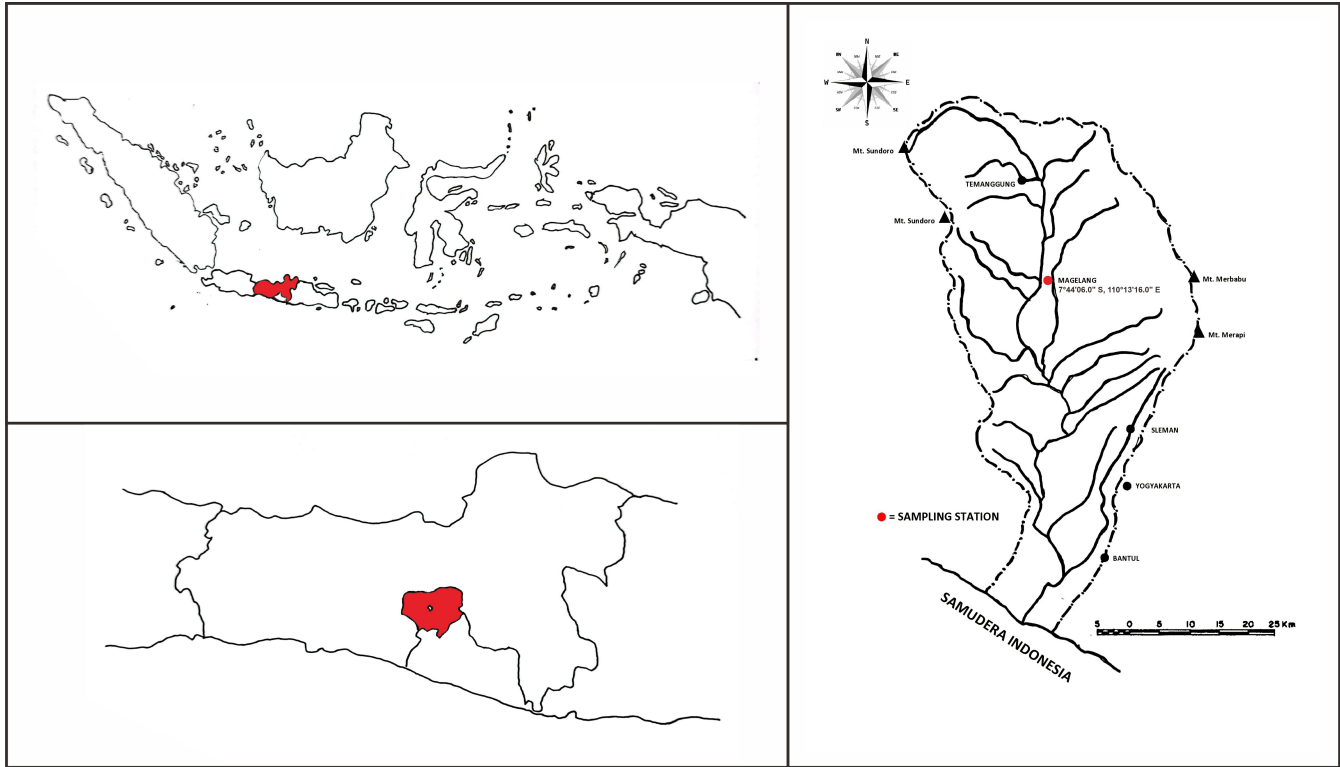 N
W
E
S
Mt. Sundoro
TEMANGGUNG
Mt. Sundoro
MAGELANG
7°44'06.0" S, 110°13'16.0" E
Mt. Merbabu
Mt. Merapi
SLEMAN
YOGYAKARTA
= SAMPLING STATION
BANTUL
SAMUDERA INDONESIA
5 0 5 10 15 20 25 Km